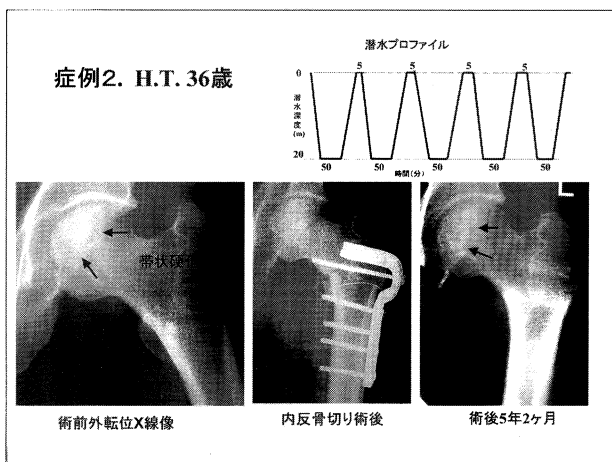 潜水プロファイル
症例2. H.T. 36歳
0
5
5
5
5
潜水深度(m)
20
50
50
50
50
50
時間(分)
帯状硬
L
術前外転位X線像
内反骨切り術後
術後5年2ヶ月